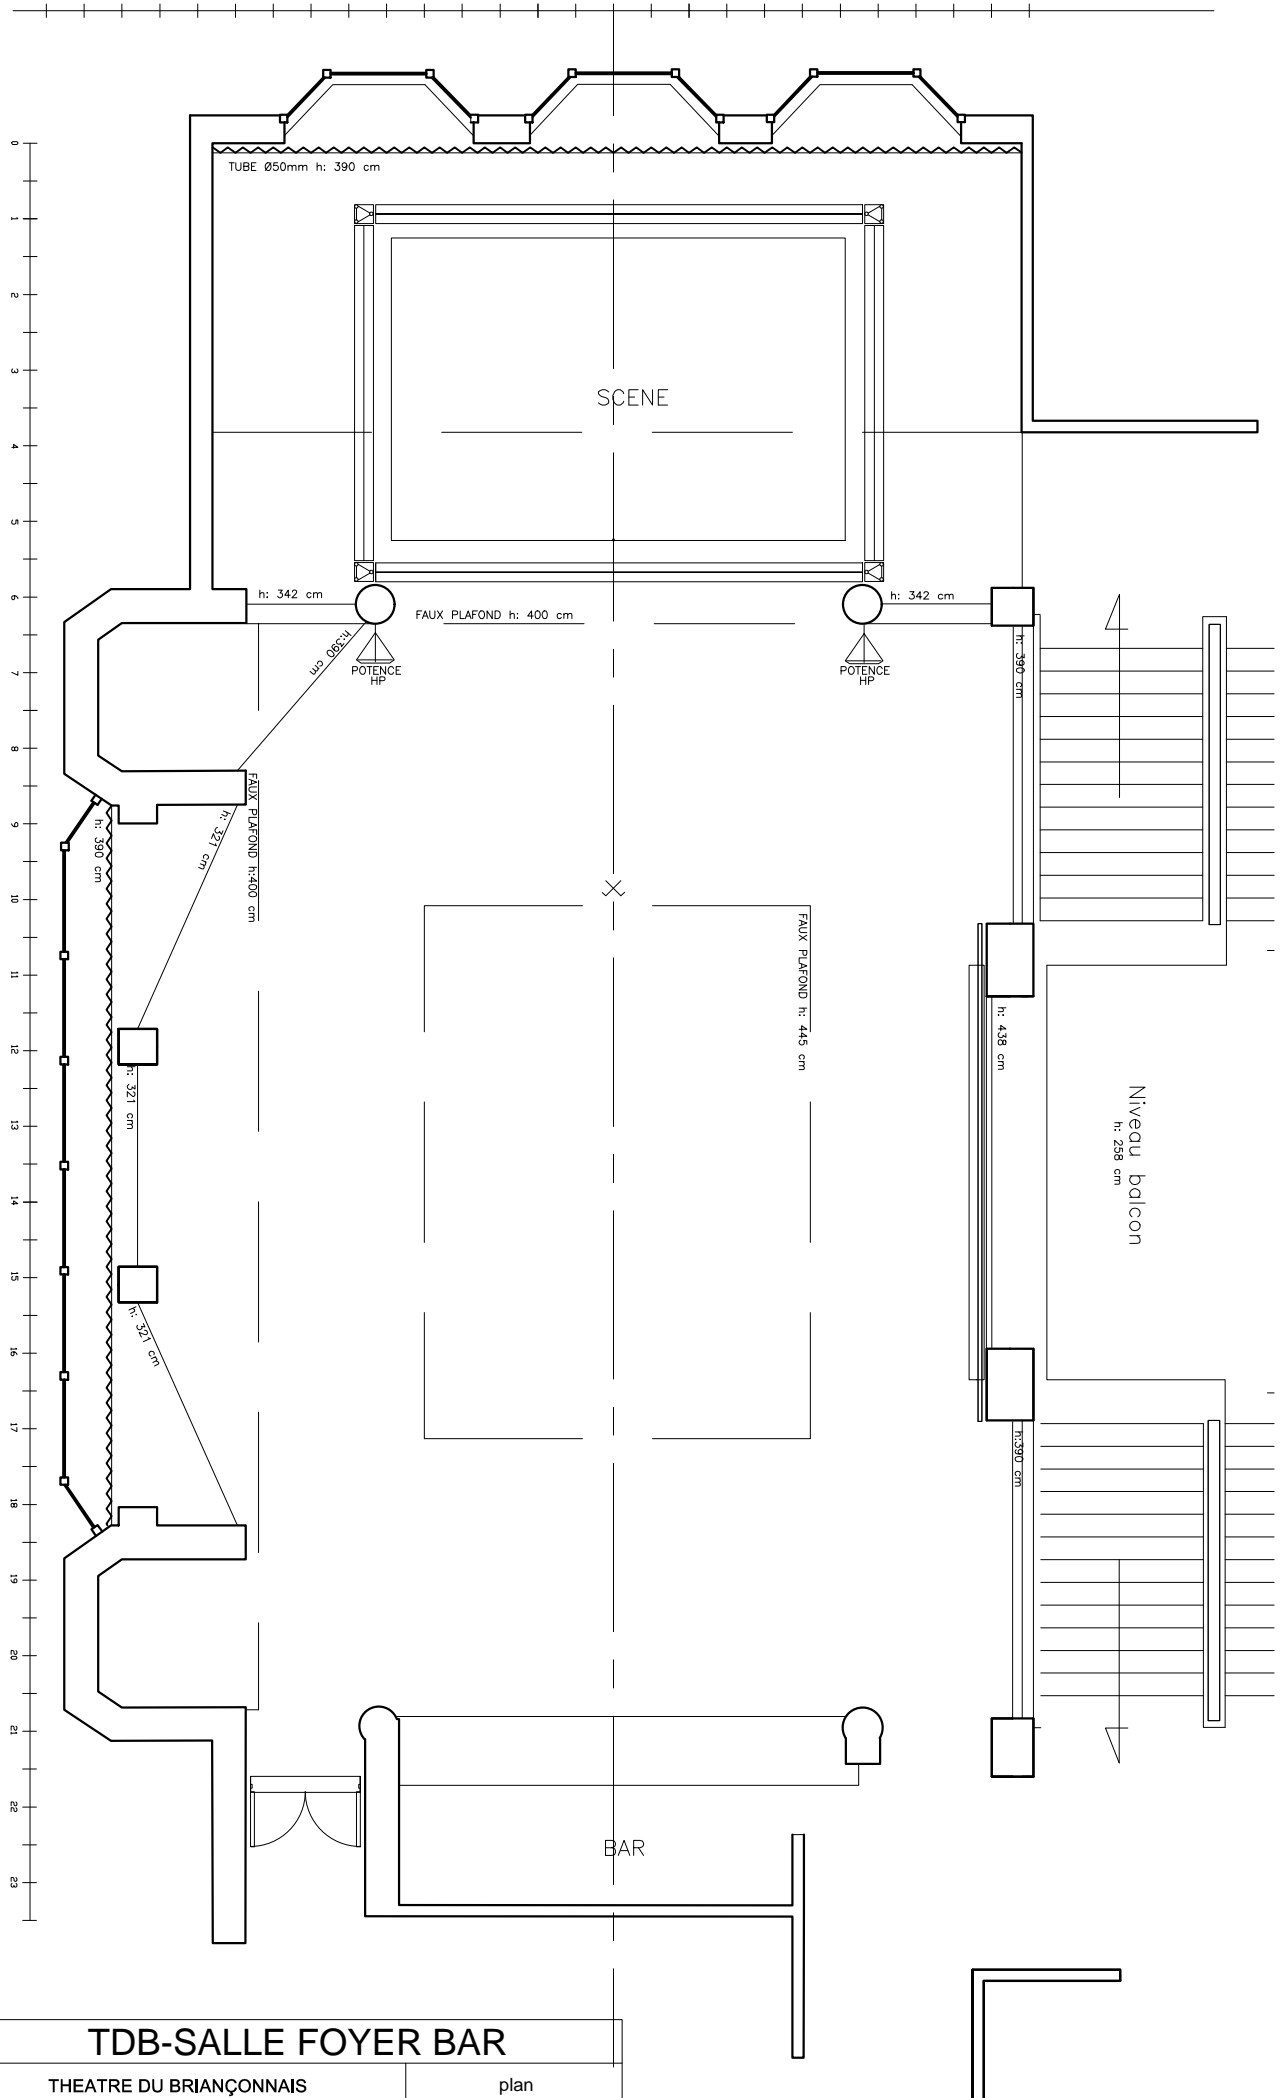 0
TUBE Ø50mm h: 390 cm
1
2
3
SCENE
4
5
6
h: 342 cm
h: 342 cm
FAUX PLAFOND h: 400 cm
h:390 cm
h: 390 cm
7
POTENCE
HP
POTENCE
HP
8
FAUX PLAFOND h:400 cm
h: 321 cm
h: 390 cm
9
10
FAUX PLAFOND h: 445 cm
11
h: 438 cm
12
h: 321 cm
13
Niveau balcon
h: 258 cm
14
15
h: 321 cm
16
17
h:390 cm
18
19
20
21
22
BAR
23
TDB-SALLE FOYER BAR
THEATRE DU BRIANÇONNAIS
plan